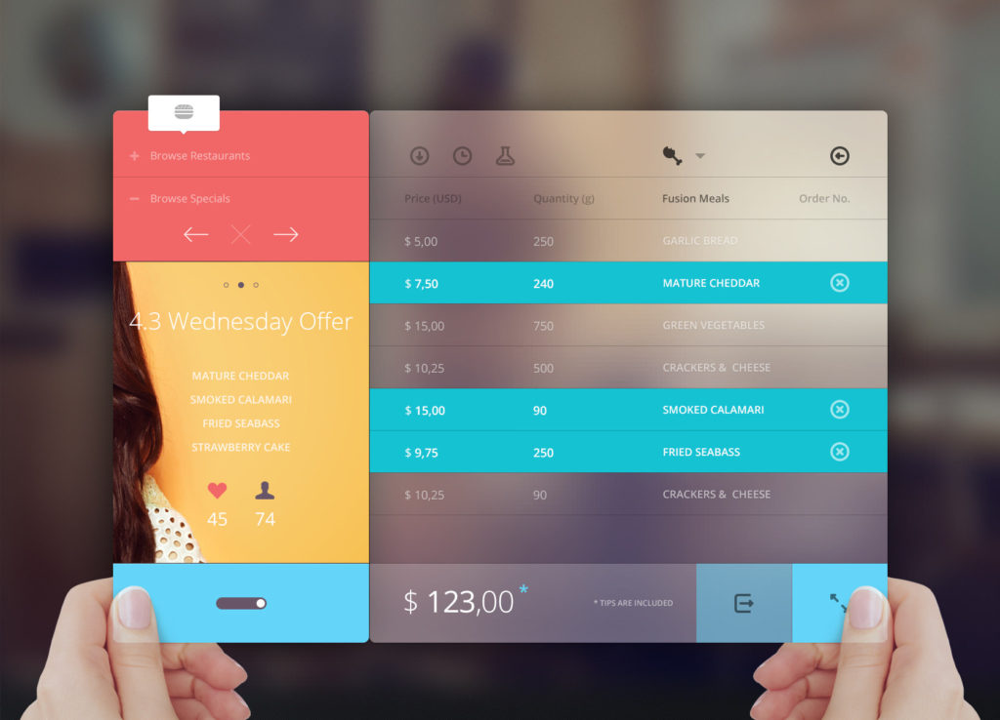 Browse Restaurants
Browse Specials
4.3 Wednesday Offer
MATURE CHEDDAR
SMOKED CALAMARI
FRIED SEABASS
STRAWBERRY CAKE
45 74
Price (USD) Quantity (g) Fusion Meals Order No.
$ 5,00 250 GARLIC BREAD
$ 7,50 240 MATURE CHEDDAR
$ 15,00 750 GREEN VEGETABLES
$ 10,25 500 CRACKERS & CHEESE
$ 15,00 90 SMOKED CALAMARI
$ 9,75 250 FRIED SEABASS
$ 10,25 90 CRACKERS & CHEESE
$ 123,00 * * TIPS ARE INCLUDED